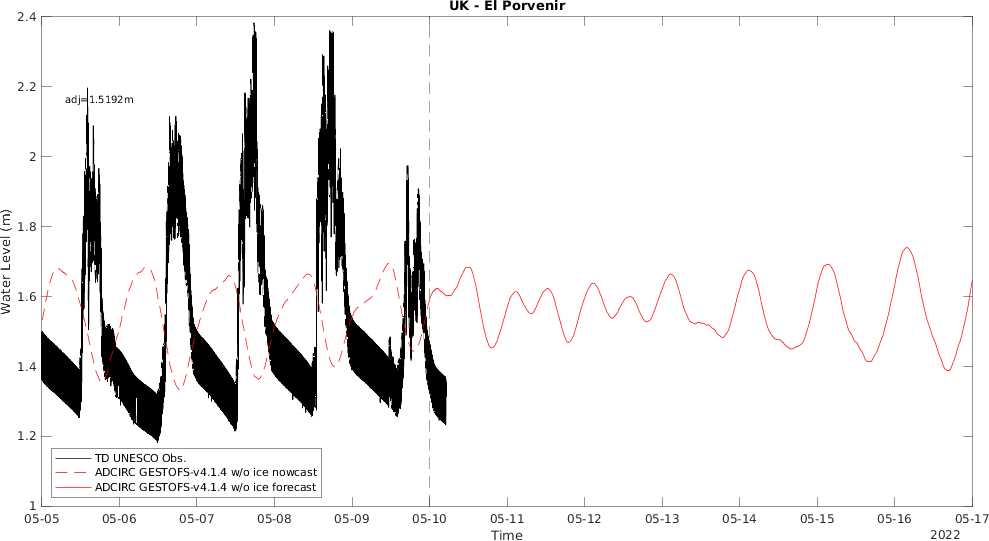 UK - El Porvenir
2.4
2.2
2
1.8
1.6
1.4
1.2
1
Water Level (m)
adj=1.5192m
TD UNESCO Obs.
ADCIRC GESTOFS-v4.1.4 w/o ice nowcast
ADCIRC GESTOFS-v4.1.4 w/o ice forecast
05-05 05-06 05-07 05-08 05-09 05-10 05-11 05-12 05-13 05-14 05-15 05-16 05-17
Time
2022